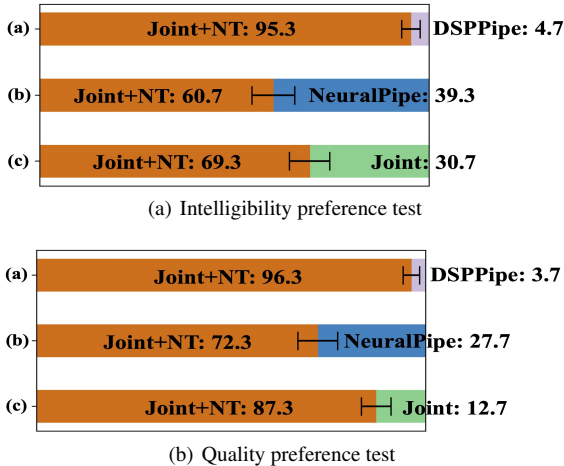 (a) Joint+NT: 95.3 DSPPipe: 4.7
(b) Joint+NT: 60.7 NeuralPipe: 39.3
(c) Joint+NT: 69.3 Joint: 30.7
(a) Intelligibility preference test
(a) Joint+NT: 96.3 DSPPipe: 3.7
(b) Joint+NT: 72.3 NeuralPipe: 27.7
(c) Joint+NT: 87.3 Joint: 12.7
(b) Quality preference test